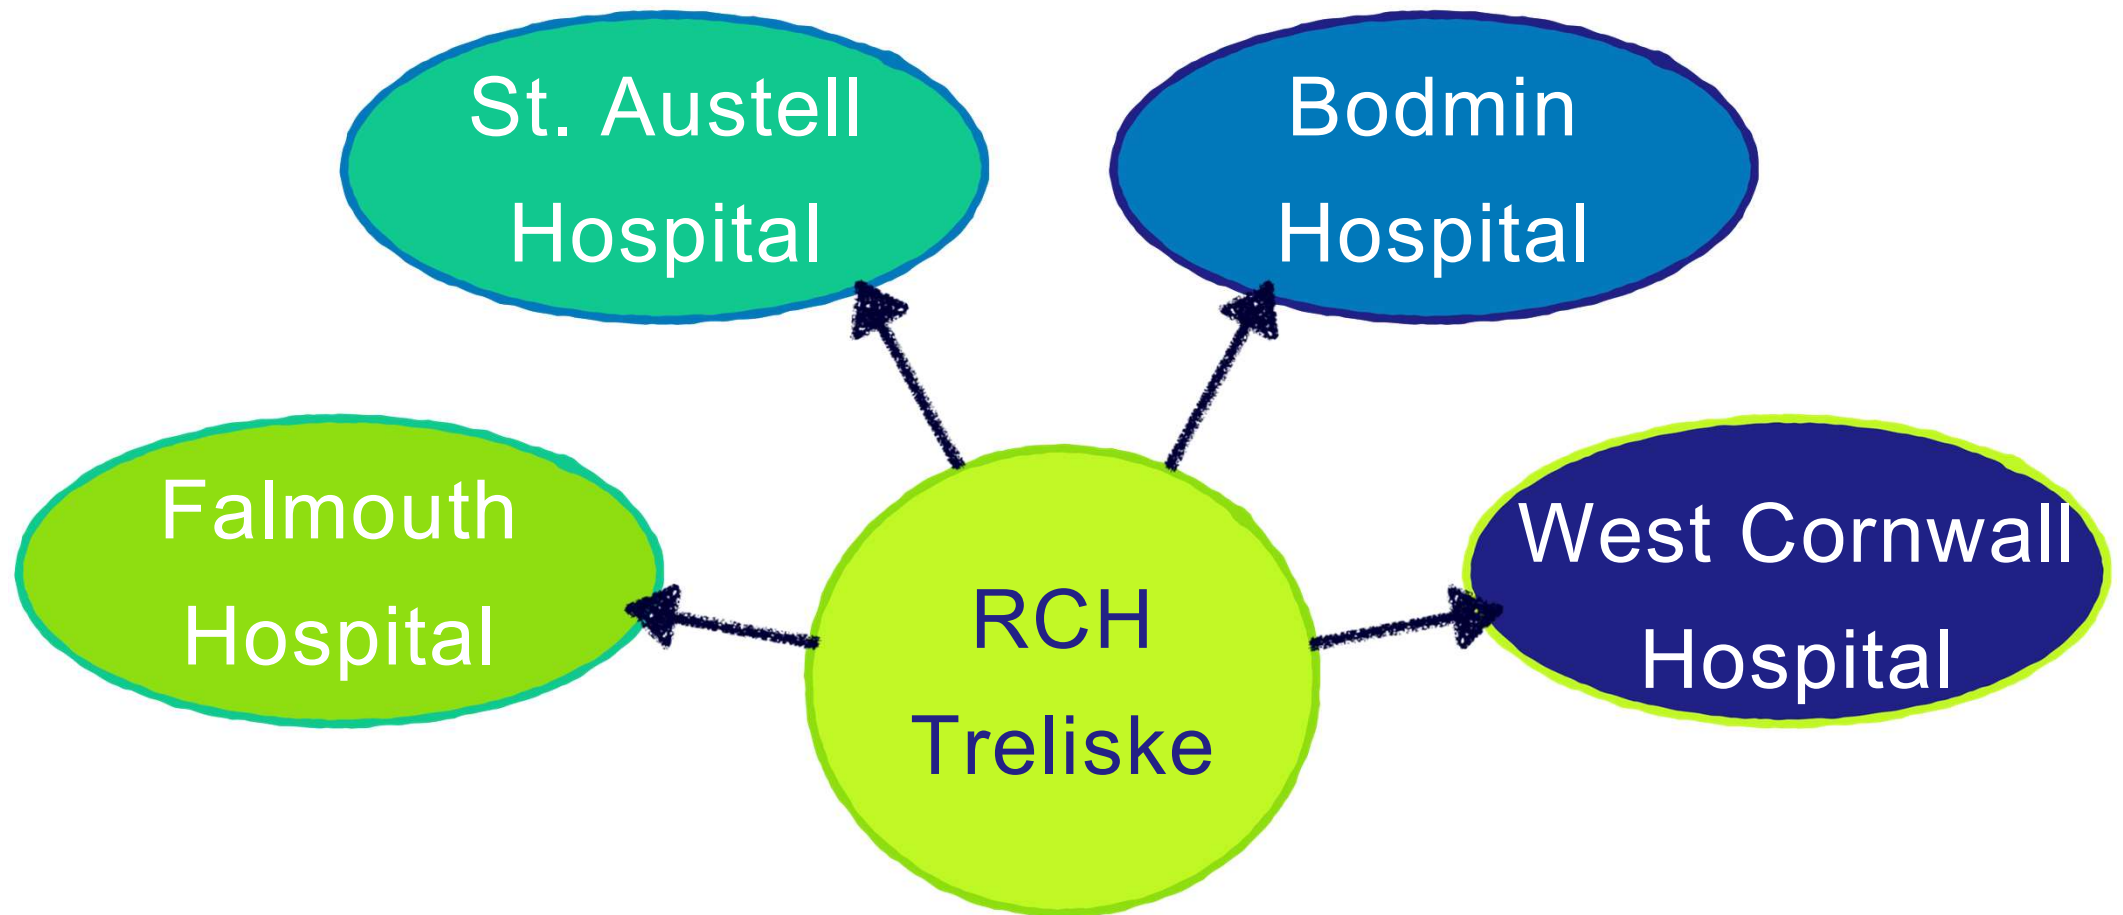 St. Austell
Hospital
Bodmin
Hospital
Falmouth
Hospital
West Cornwall
Hospital
RCH
Treliske